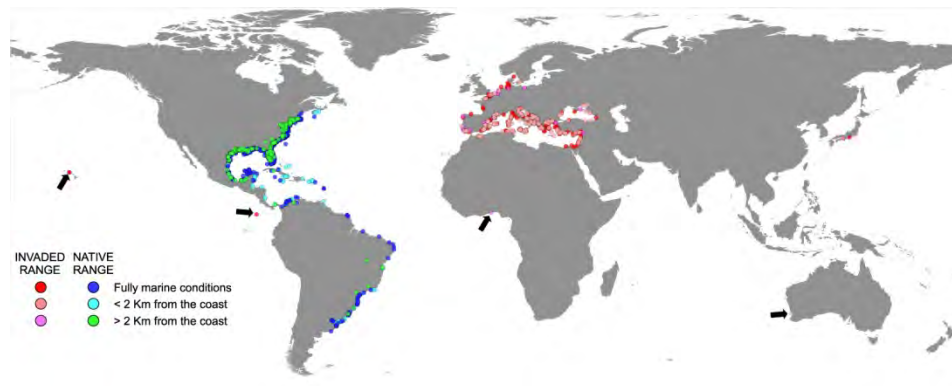 INVADED NATIVE
RANGE RANGE
Fully marine conditions
< 2 Km from the coast
> 2 Km from the coast